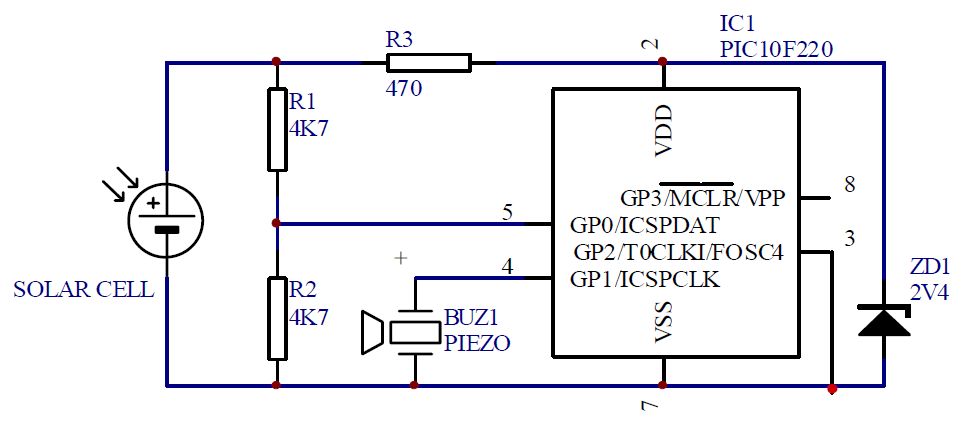 IC1
PIC10F220
R3
470
2
R1
4K7
VDD
8
GP3/MCLR/VPP
5
GP0/ICSPDAT
3
GP2/T0CLKI/FOSC4
+
4
GP1/ICSPCLK
+
SOLAR CELL
R2
4K7
BUZ1
PIEZO
VSS
ZD1
2V4
7